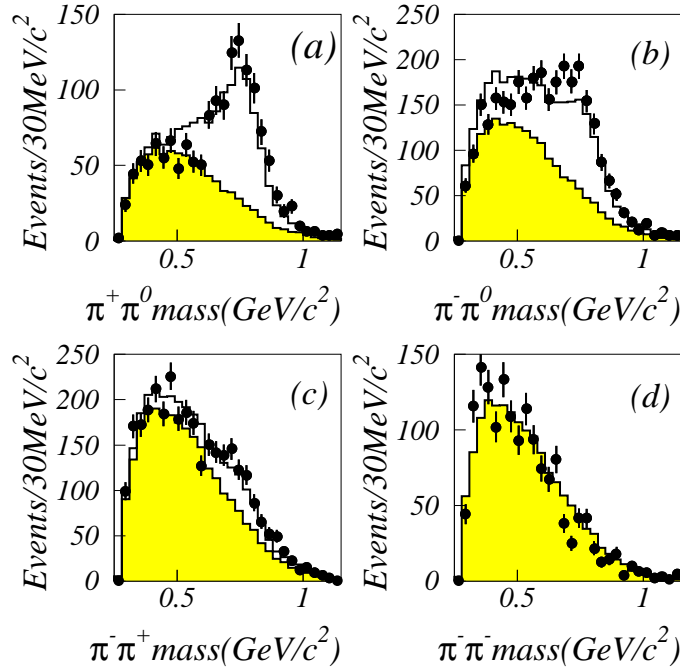 150
100
50
0
0.5
1
Events/30MeV/c²
(a)
π⁺π⁰mass(GeV/c²)
250
200
150
100
50
0
0.5
1
Events/30MeV/c²
(b)
π⁻π⁰mass(GeV/c²)
250
200
150
100
50
0
0.5
1
Events/30MeV/c²
(c)
π⁻π⁺mass(GeV/c²)
150
100
50
0
0.5
1
Events/30MeV/c²
(d)
π⁻π⁻mass(GeV/c²)